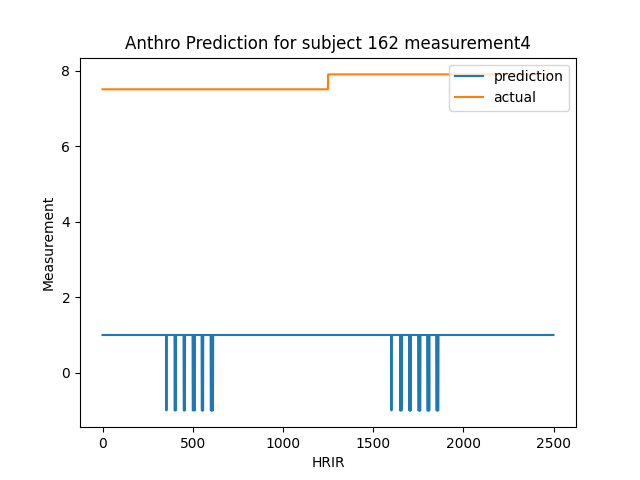 Anthro Prediction for subject 162 measurement4
prediction
actual
8
6
4
2
0
Measurement
0 500 1000 1500 2000 2500
HRIR